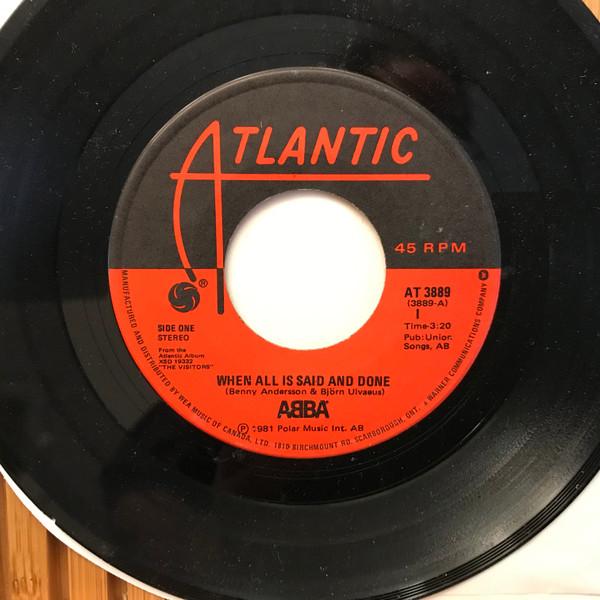 ATLANTIC
45 RPM
®
AT 3889
(3889-A)
1
Time-3:20
Pub: Union
Songs, AB
SIDE ONE
STEREO
From the
Atlantic Album
XSD 19332
"THE VISITORS"
WHEN ALL IS SAID AND DONE
(Benny Andersson & Björn Ulvaeus)
ABBA
Ⓟ 1981 Polar Music Int. AB
MANUFACTURED AND DISTRIBUTED BY WEA MUSIC OF CANADA, LTD. 1810 BIRCHMOUNT RD. SCARBOROUGH, ONT. A WARNER COMMUNICATIONS COMPANY